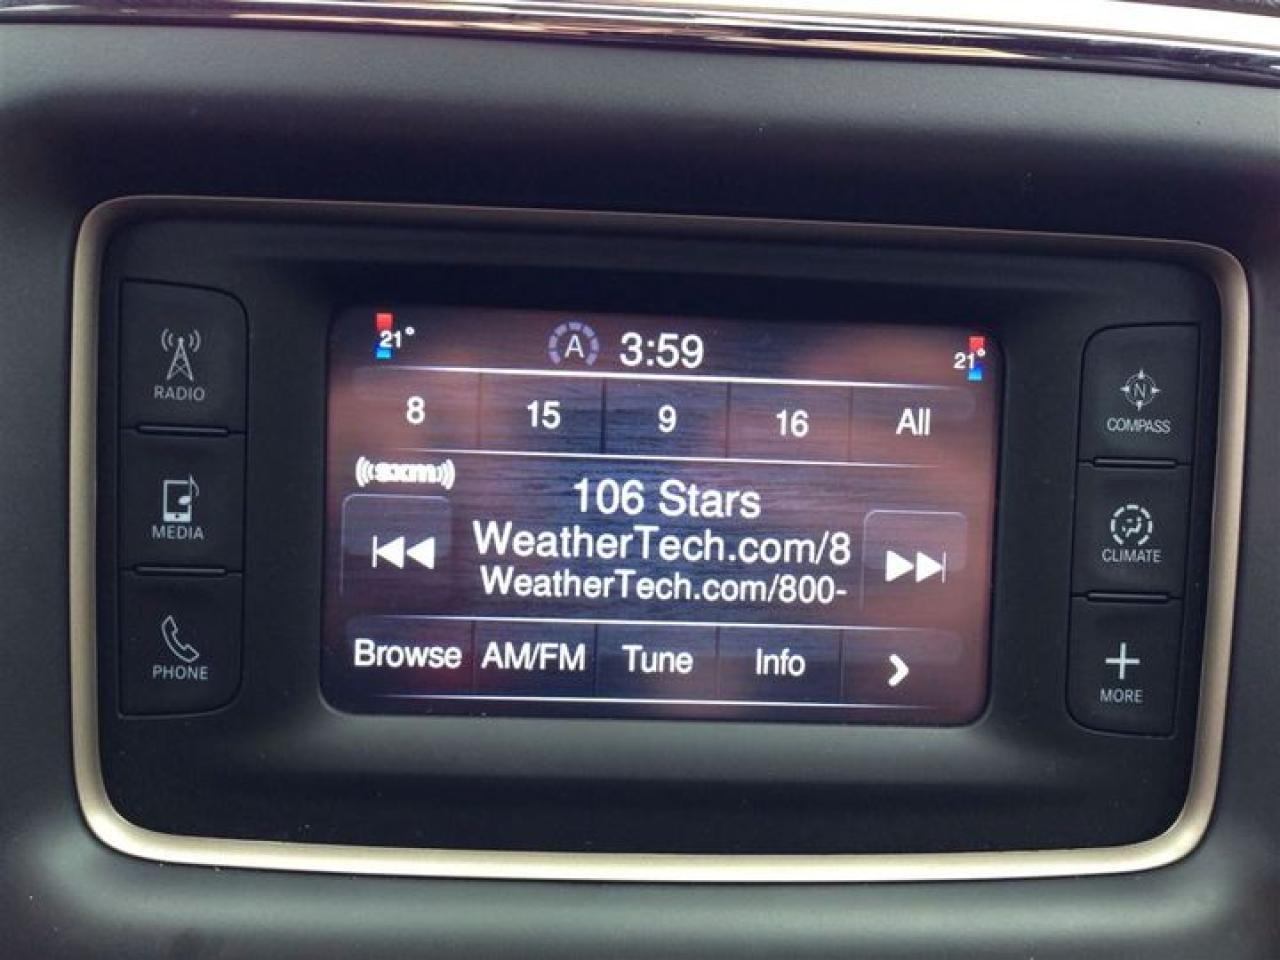 21°
A 3:59
21°
8 15 9 16 All
sxm
106 Stars
WeatherTech.com/8
WeatherTech.com/800-
Browse AM/FM Tune Info
RADIO
MEDIA
PHONE
N
COMPASS
CLIMATE
MORE